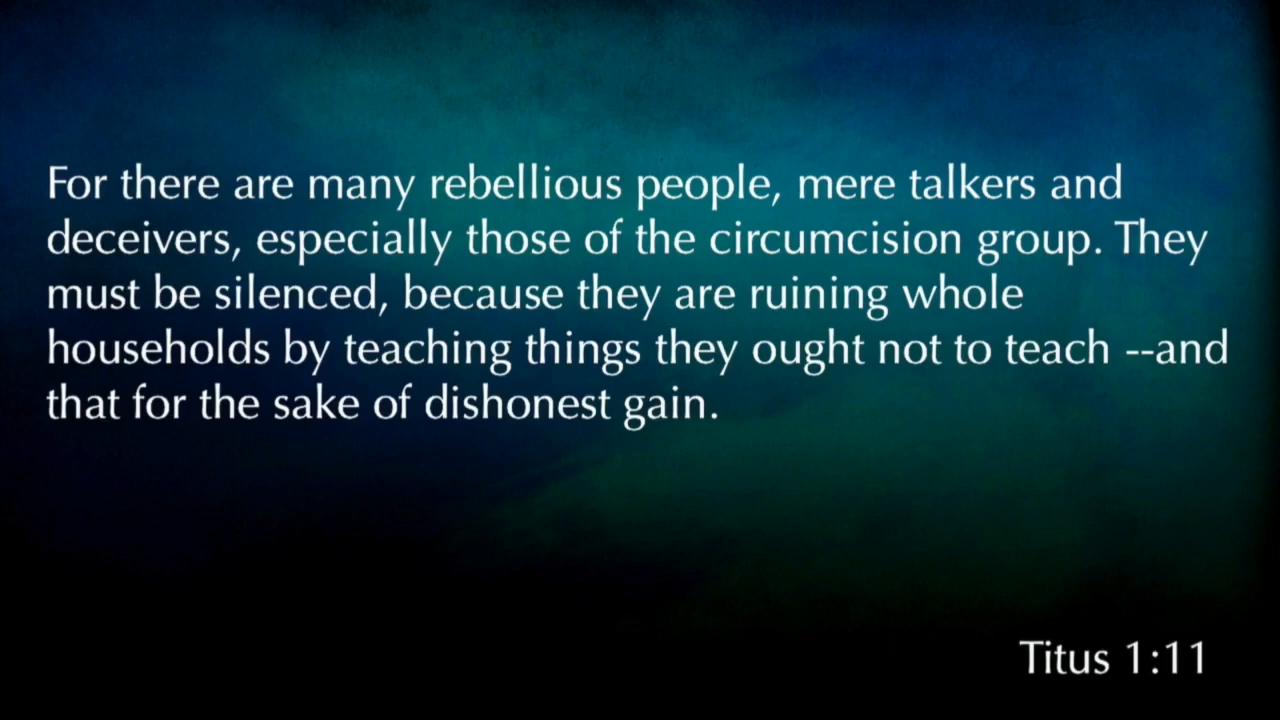 For there are many rebellious people, mere talkers and
deceivers, especially those of the circumcision group. They
must be silenced, because they are ruining whole
households by teaching things they ought not to teach --and
that for the sake of dishonest gain.
Titus 1:11